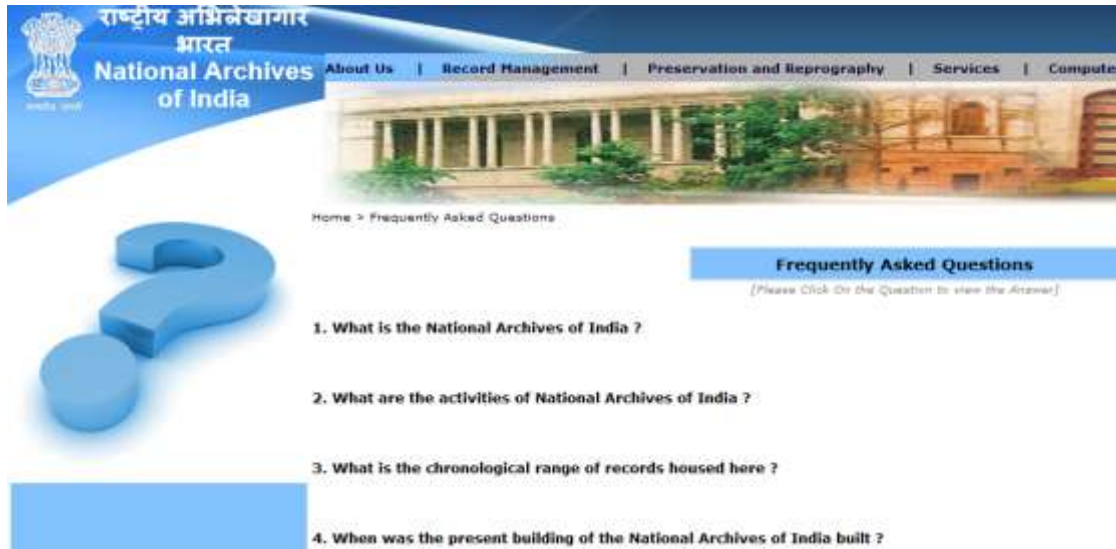 राष्ट्रीय अभिलेखागार
भारत
National Archives
of India
About Us | Record Management | Preservation and Reprography | Services | Compute
Home > Frequently Asked Questions
Frequently Asked Questions
[Please Click On the Question to view the Answer]
1. What is the National Archives of India ?
2. What are the activities of National Archives of India ?
3. What is the chronological range of records housed here ?
4. When was the present building of the National Archives of India built ?